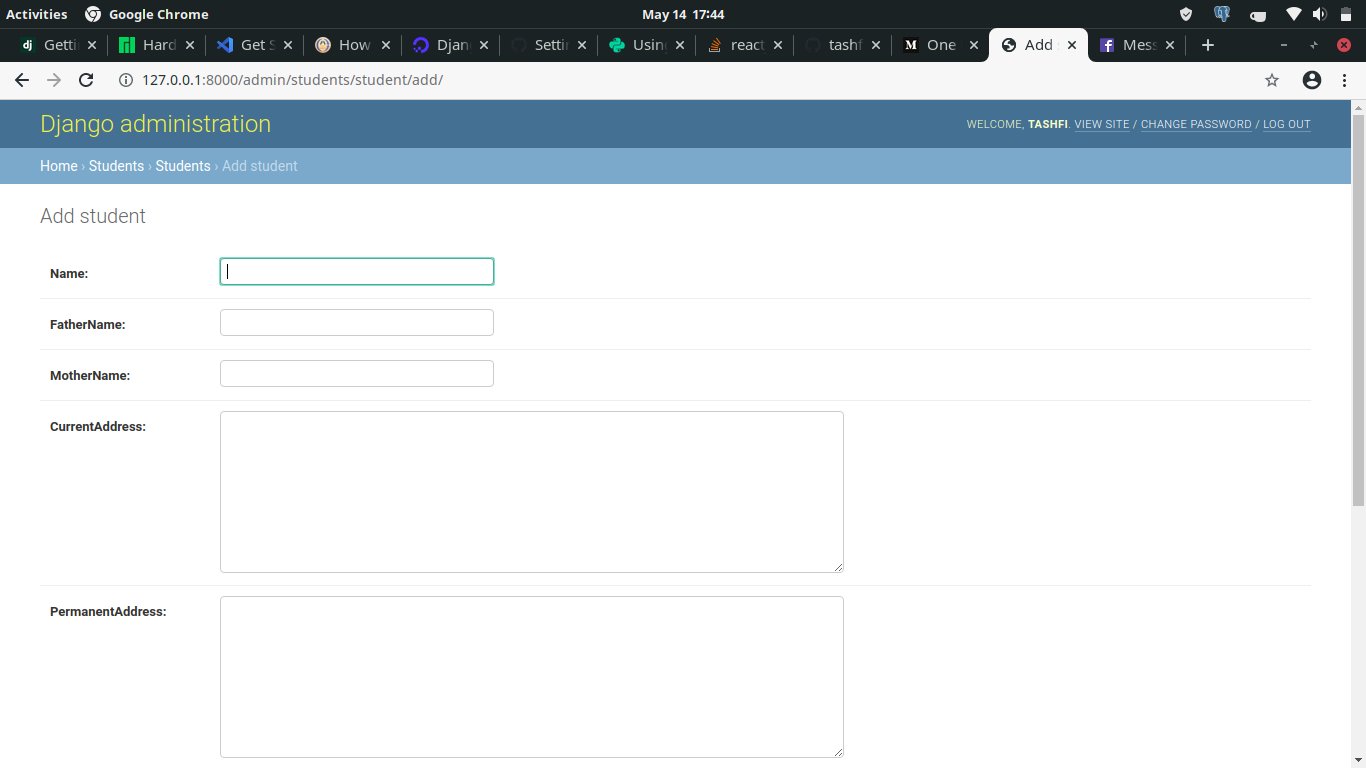 Activities Google Chrome May 14 17:44
Getti Hard Get S How Djan Settin Using react tashf One Add Mess
127.0.0.1:8000/admin/students/student/add/
Django administration WELCOME, TASHFI. VIEW SITE / CHANGE PASSWORD / LOG OUT
Home › Students › Students › Add student
Add student
Name:
FatherName:
MotherName:
CurrentAddress:
PermanentAddress: